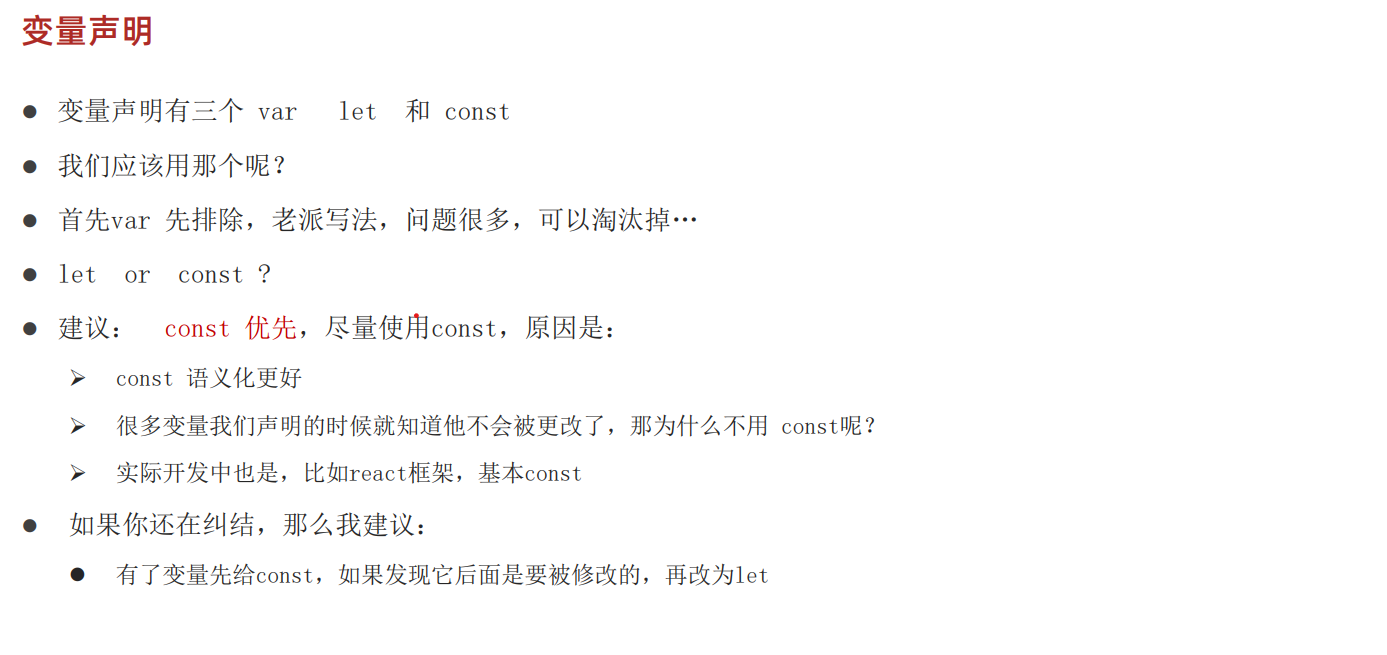 变量声明
变量声明有三个 var let 和 const
我们应该用那个呢？
首先var 先排除，老派写法，问题很多，可以淘汰掉…
let or const ?
建议： const 优先，尽量使用const，原因是：
const 语义化更好
很多变量我们声明的时候就知道他不会被更改了，那为什么不用 const呢？
实际开发中也是，比如react框架，基本const
如果你还在纠结，那么我建议：
有了变量先给const，如果发现它后面是要被修改的，再改为let